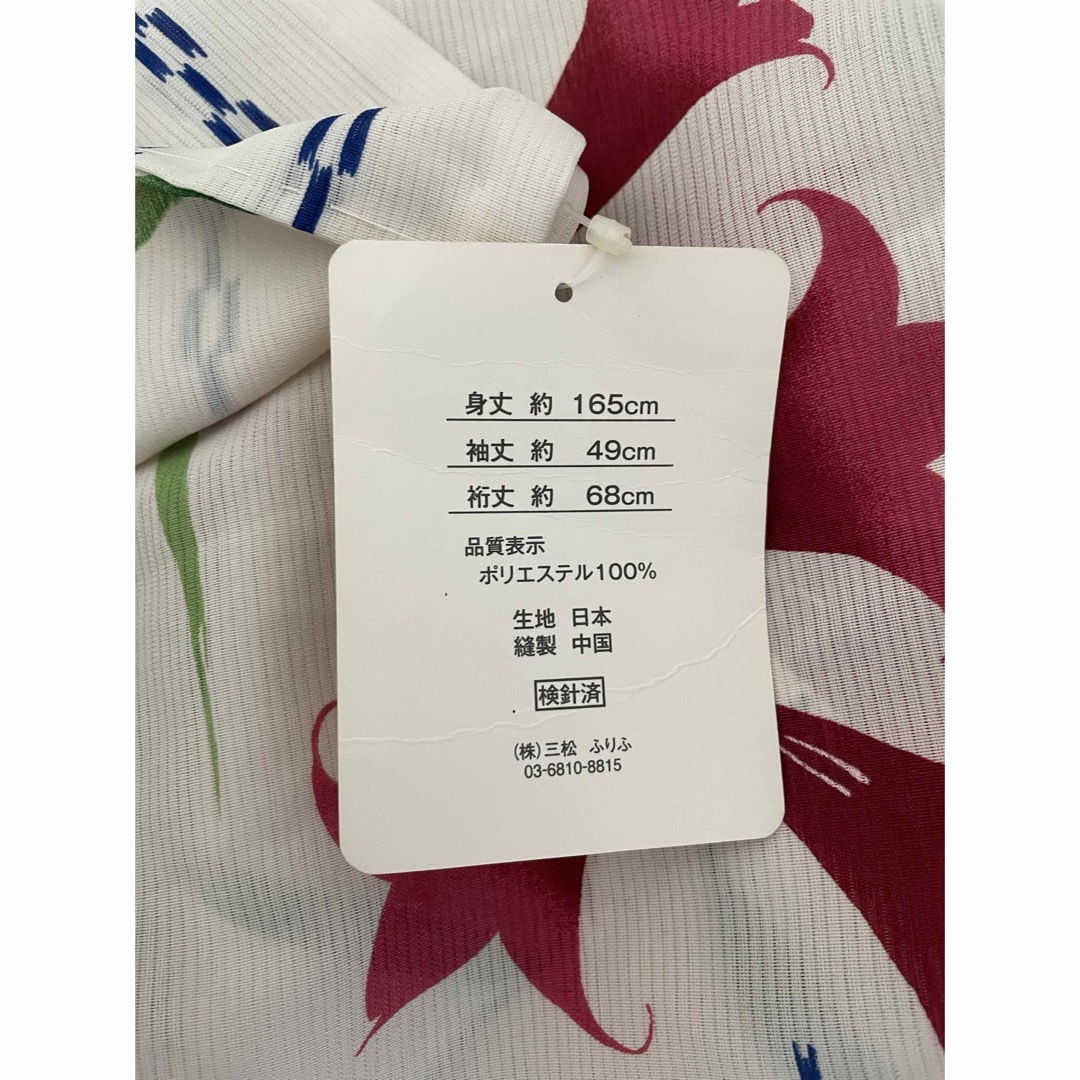 身丈 約 165cm
袖丈 約 49cm
裄丈 約 68cm
品質表示
ポリエステル100%
生地 日本
縫製 中国
検針済
(株)三松 ふりふ
03-6810-8815